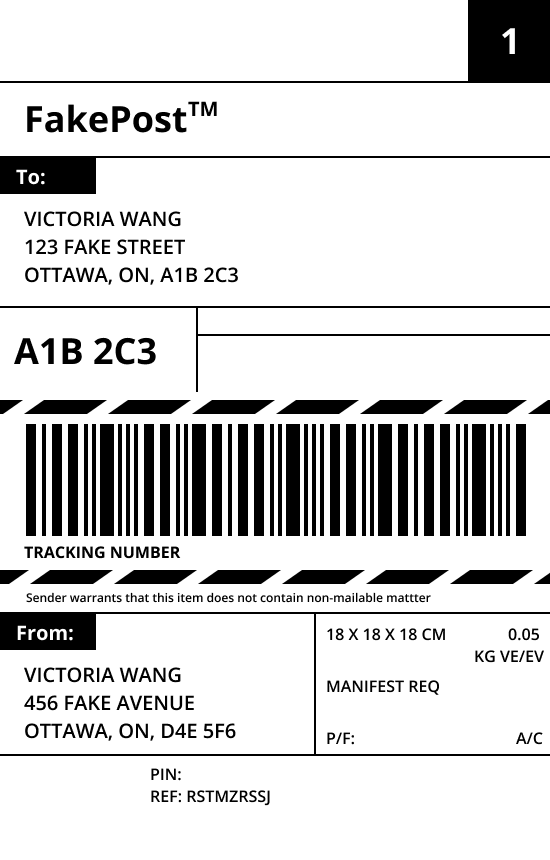 1
FakePost™
To:
VICTORIA WANG
123 FAKE STREET
OTTAWA, ON, A1B 2C3
A1B 2C3
TRACKING NUMBER
Sender warrants that this item does not contain non-mailable mattter
From:
VICTORIA WANG
456 FAKE AVENUE
OTTAWA, ON, D4E 5F6
18 X 18 X 18 CM 0.05
KG VE/EV
MANIFEST REQ
P/F: A/C
PIN:
REF: RSTMZRSSJ